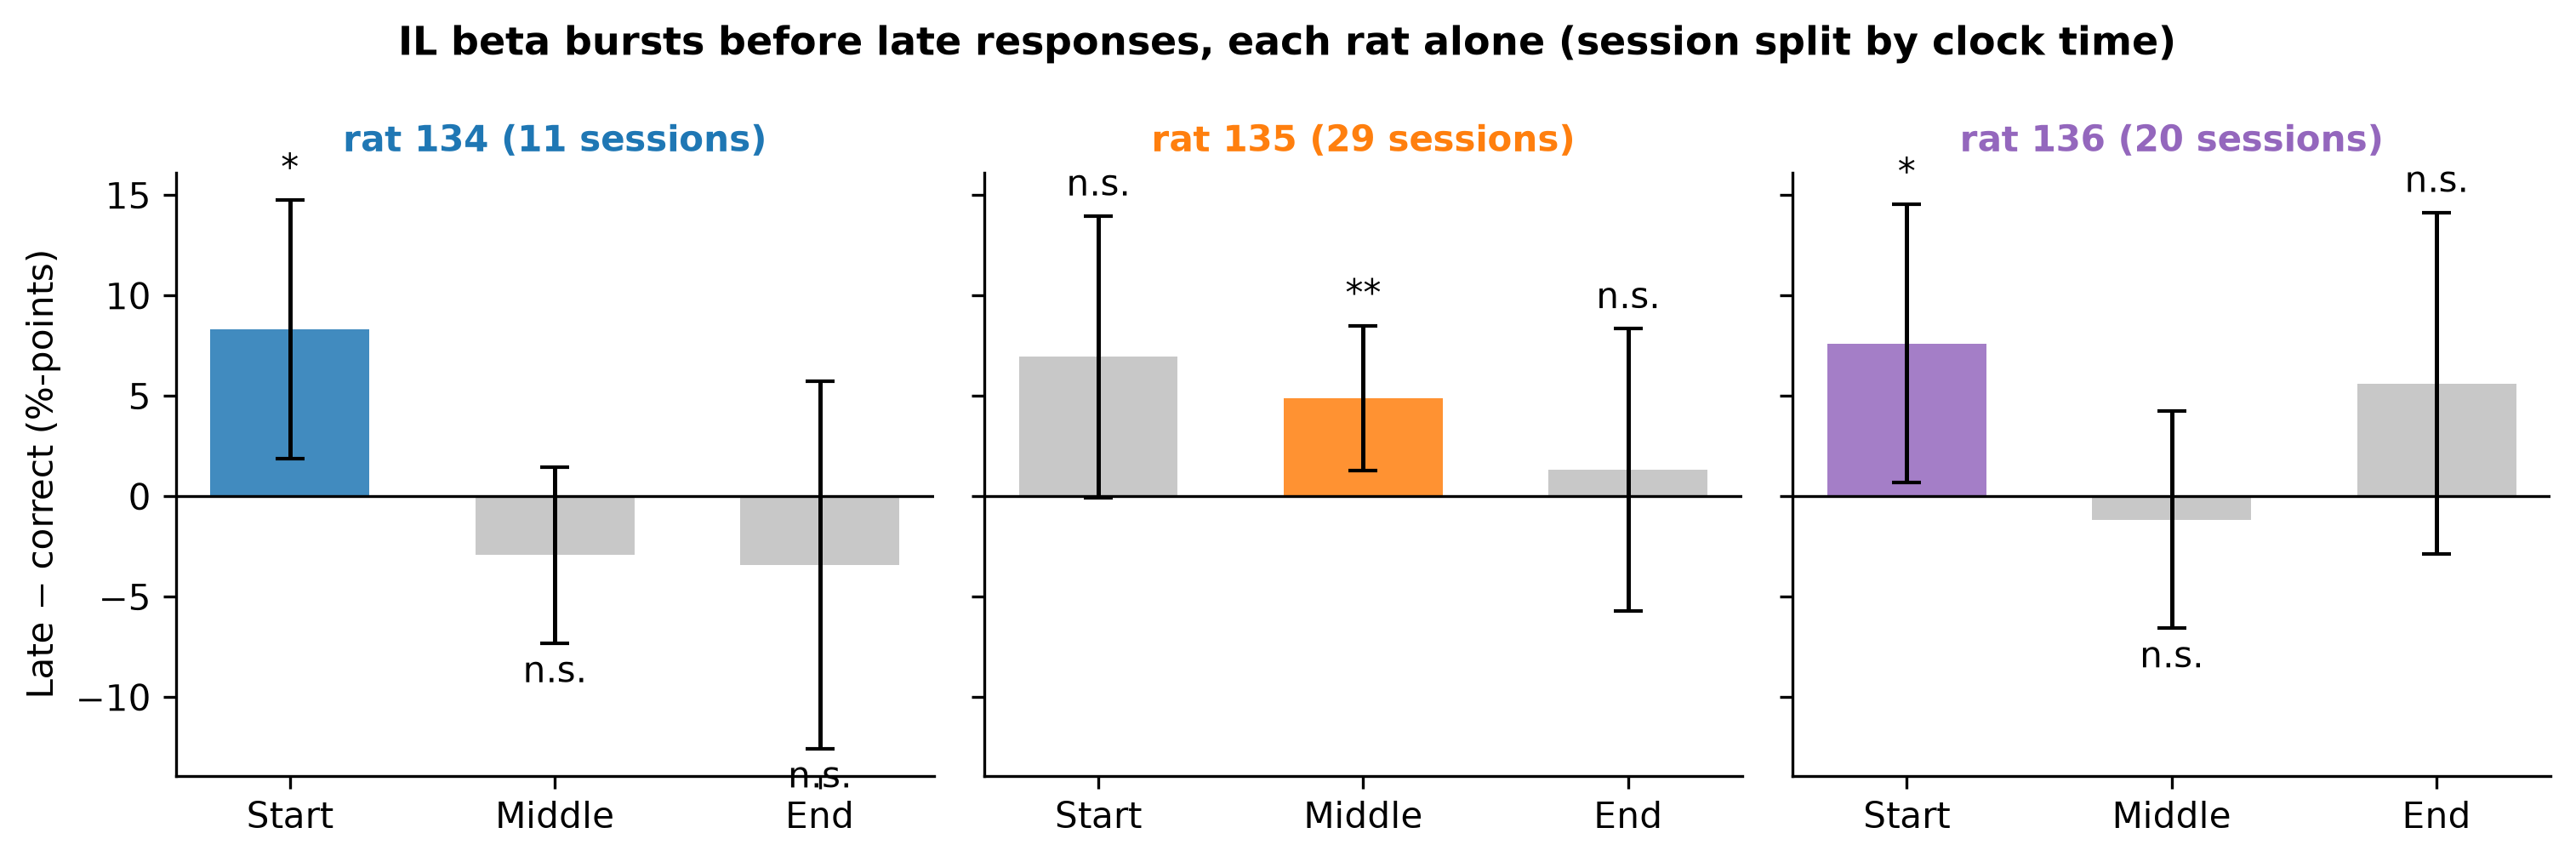 IL beta bursts before late responses, each rat alone (session split by clock time)
rat 134 (11 sessions)
rat 135 (29 sessions)
rat 136 (20 sessions)
*
n.s.
n.s.
n.s.
**
n.s.
*
n.s.
n.s.
Late − correct (%-points)
15
10
5
0
−5
−10
Start
Middle
End
Start
Middle
End
Start
Middle
End